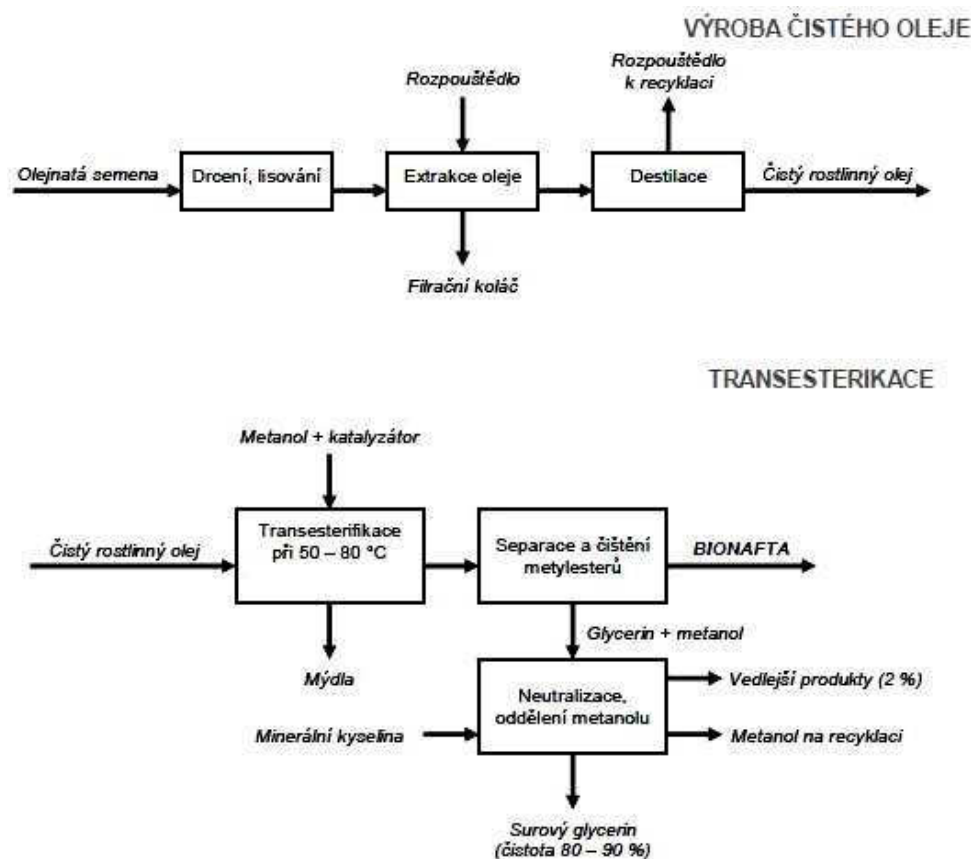 VÝROBA ČISTÉHO OLEJE
Rozpouštědlo
Rozpouštědlo
k recyklaci
Olejnatá semena
Drcení, lisování
Extrakce oleje
Destilace
Čistý rostlinný olej
Filrační koláč
TRANSESTERIKACE
Metanol + katalyzátor
Čistý rostlinný olej
Transesterifikace
při 50 – 80 °C
Separace a čištění
metylesterů
BIONAFTA
Glycerin + metanol
Mýdla
Neutralizace,
oddělení metanolu
Vedlejší produkty (2 %)
Minerální kyselina
Metanol na recyklaci
Surový glycerin
(čistota 80 – 90 %)